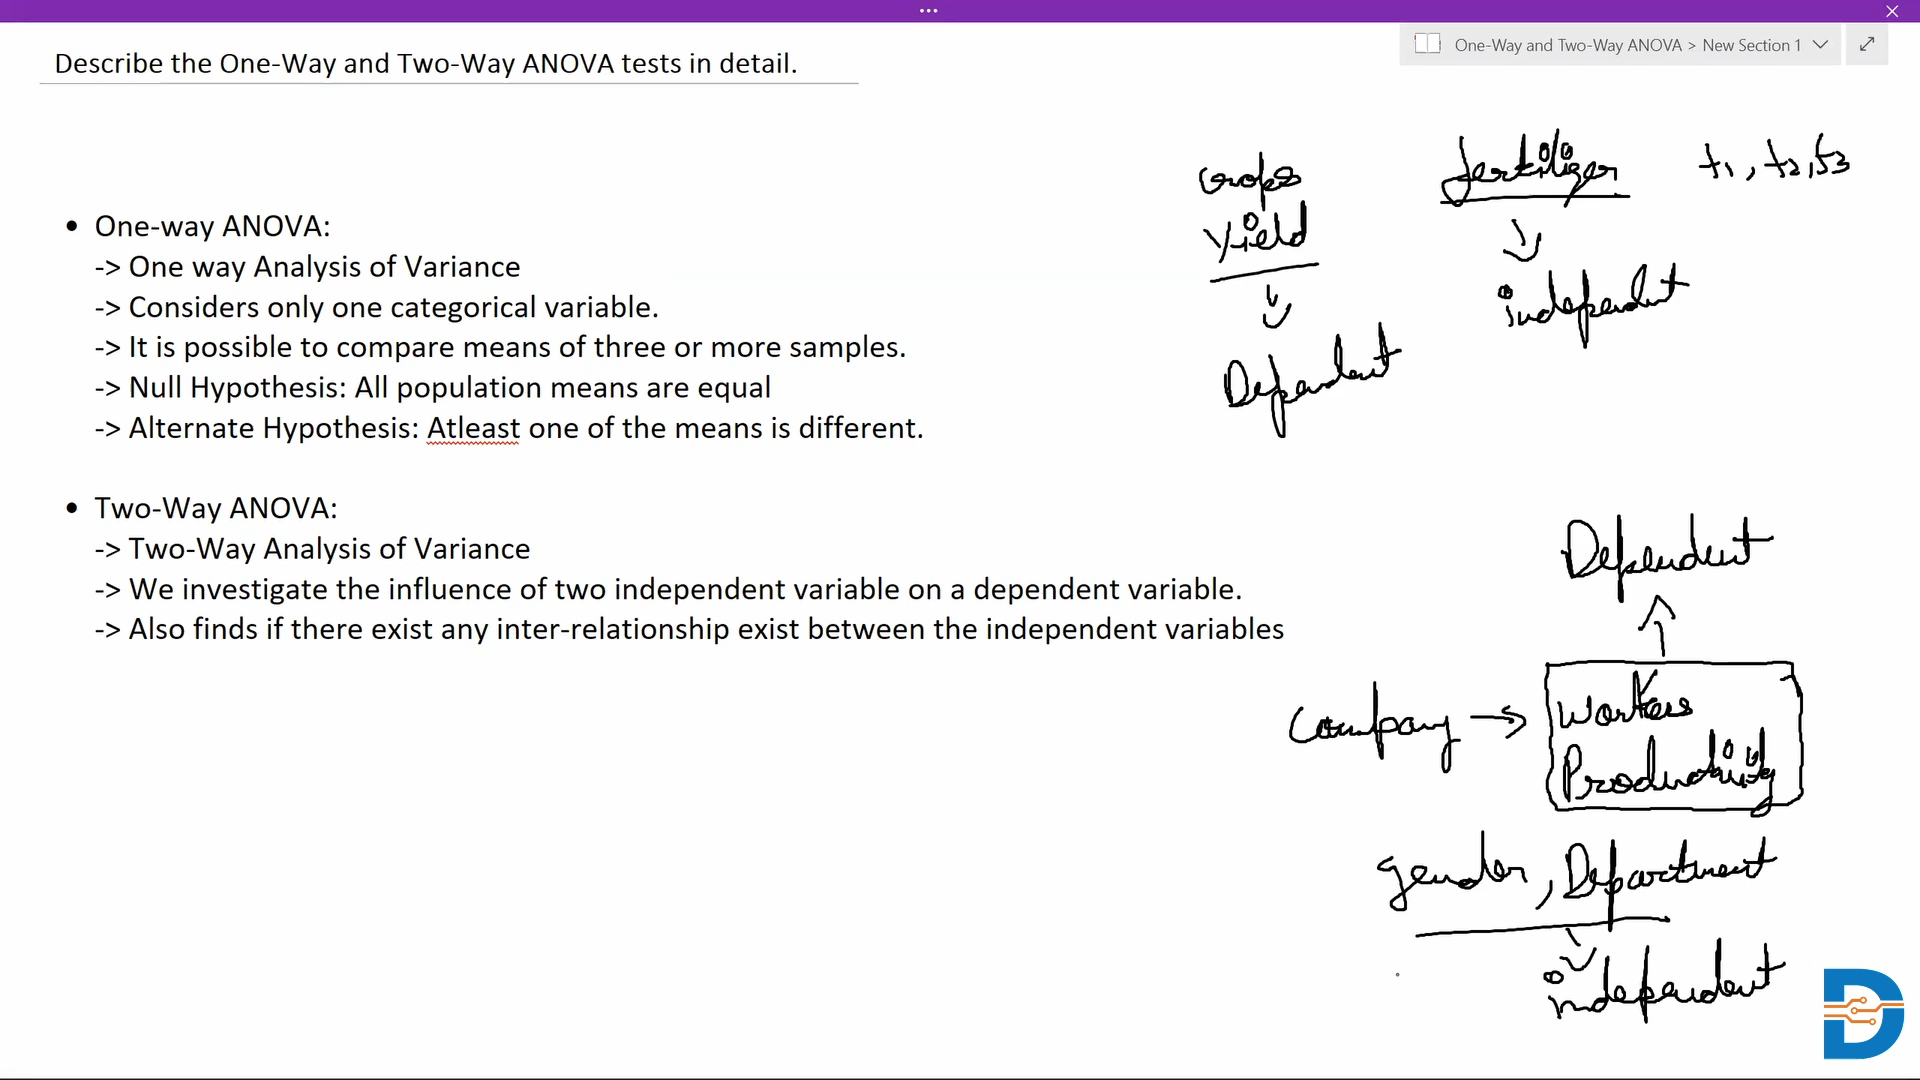 Describe the One-Way and Two-Way ANOVA tests in detail.
One-Way and Two-Way ANOVA > New Section 1
• One-way ANOVA:
-> One way Analysis of Variance
-> Considers only one categorical variable.
-> It is possible to compare means of three or more samples.
-> Null Hypothesis: All population means are equal
-> Alternate Hypothesis: Atleast one of the means is different.
• Two-Way ANOVA:
-> Two-Way Analysis of Variance
-> We investigate the influence of two independent variable on a dependent variable.
-> Also finds if there exist any inter-relationship exist between the independent variables
crops
yield
Dependent
fertilizer
independent
Dependent
company →
Workers
Productivity
gender, Department
independent